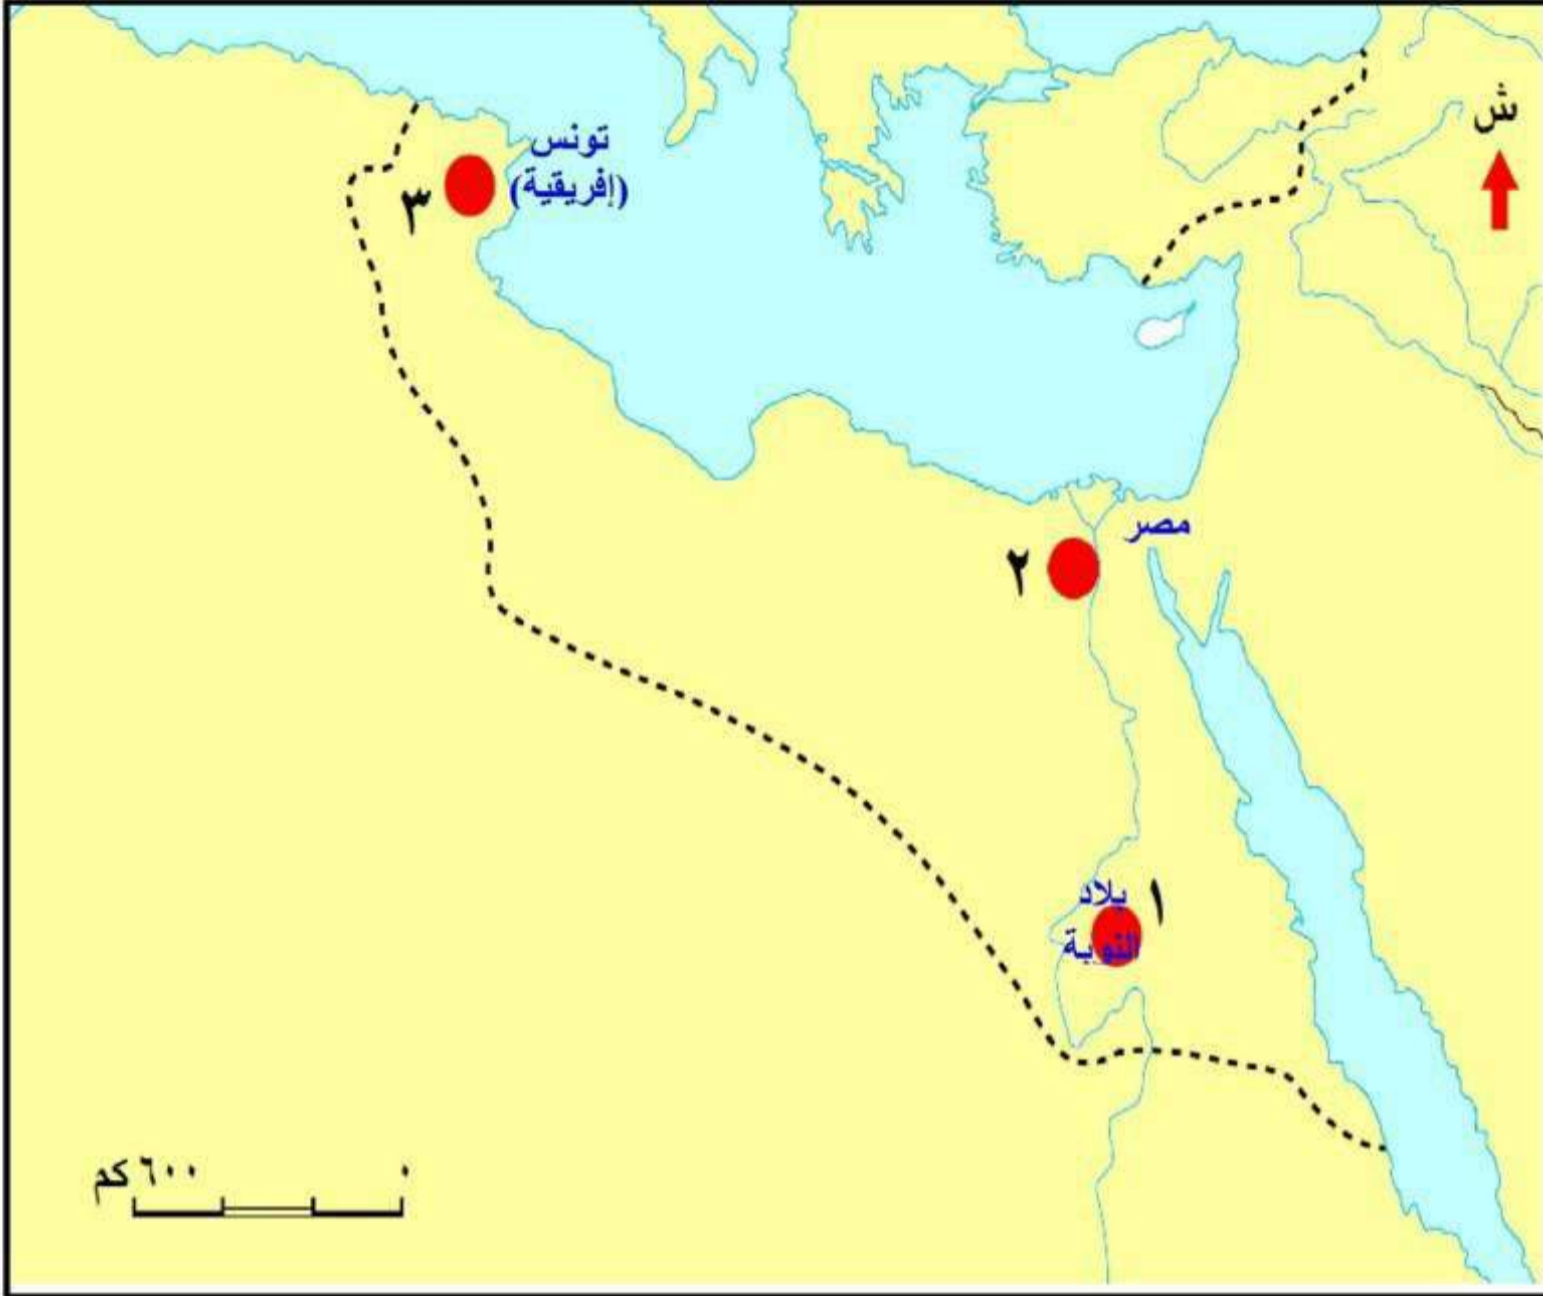 ش
تونس
(إفريقية)
٣
مصر
٢
بلاد
النوبة
١
٦٠٠ كم
٠